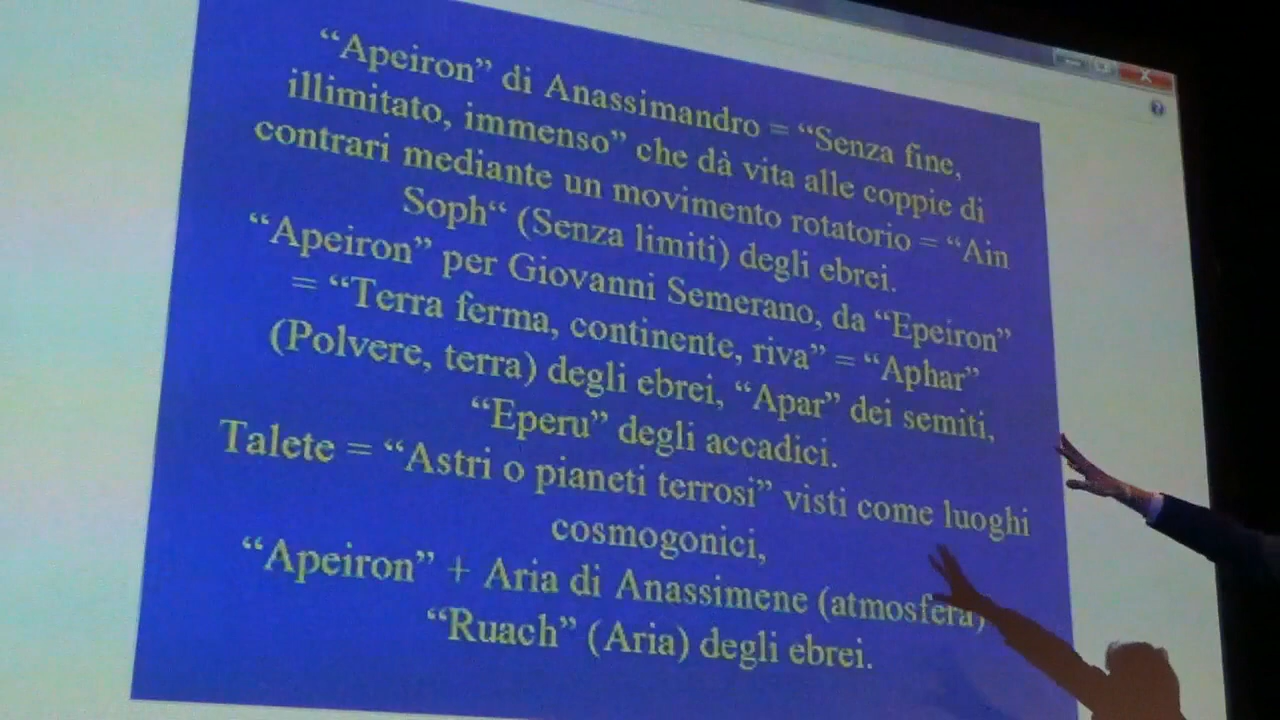 “Apeiron” di Anassimandro = “Senza fine,
illimitato, immenso” che dà vita alle coppie di
contrari mediante un movimento rotatorio = “Ain
Soph“ (Senza limiti) degli ebrei.
“Apeiron” per Giovanni Semerano, da “Epeiron”
= “Terra ferma, continente, riva” = “Aphar”
(Polvere, terra) degli ebrei, “Apar” dei semiti,
“Eperu” degli accadici.
Talete = “Astri o pianeti terrosi” visti come luoghi
cosmogonici,
“Apeiron” + Aria di Anassimene (atmosfera)
“Ruach” (Aria) degli ebrei.